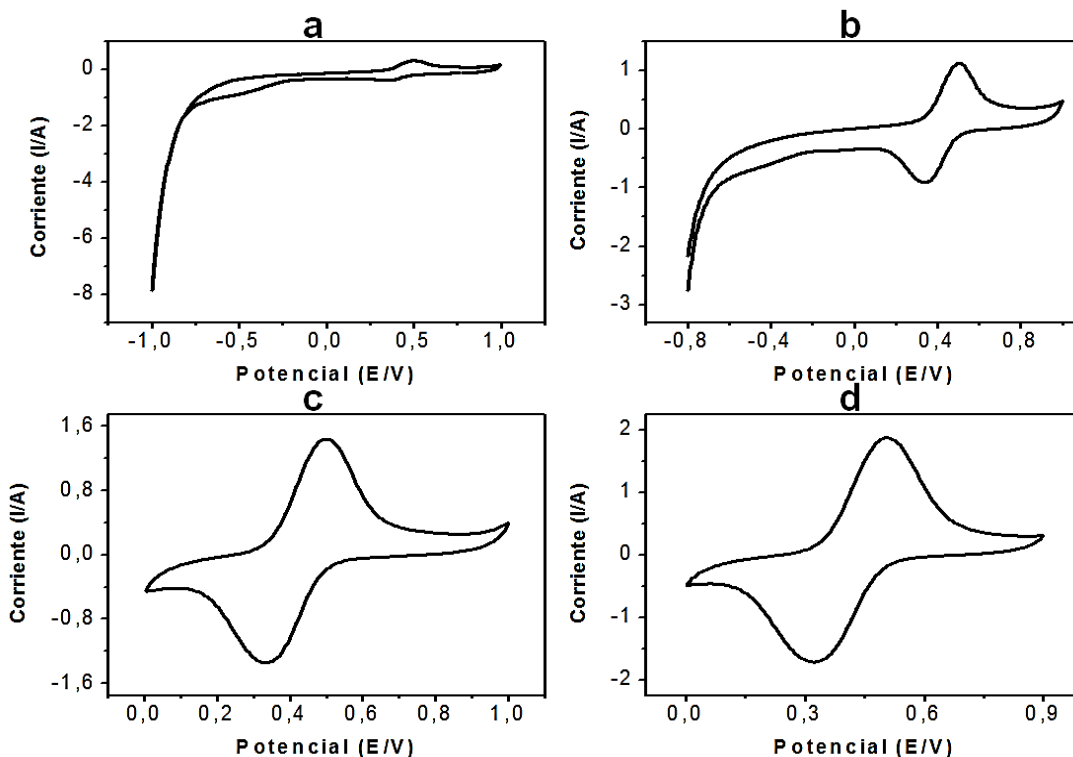 a
0
-2
-4
-6
-8
Corriente (I/A)
-1,0 -0,5 0,0 0,5 1,0
Potencial (E/V)
b
1
0
-1
-2
-3
Corriente (I/A)
-0,8 -0,4 0,0 0,4 0,8
Potencial (E/V)
c
1,6
0,8
0,0
-0,8
-1,6
Corriente (I/A)
0,0 0,2 0,4 0,6 0,8 1,0
Potencial (E/V)
d
2
1
0
-1
-2
Corriente (I/A)
0,0 0,3 0,6 0,9
Potencial (E/V)